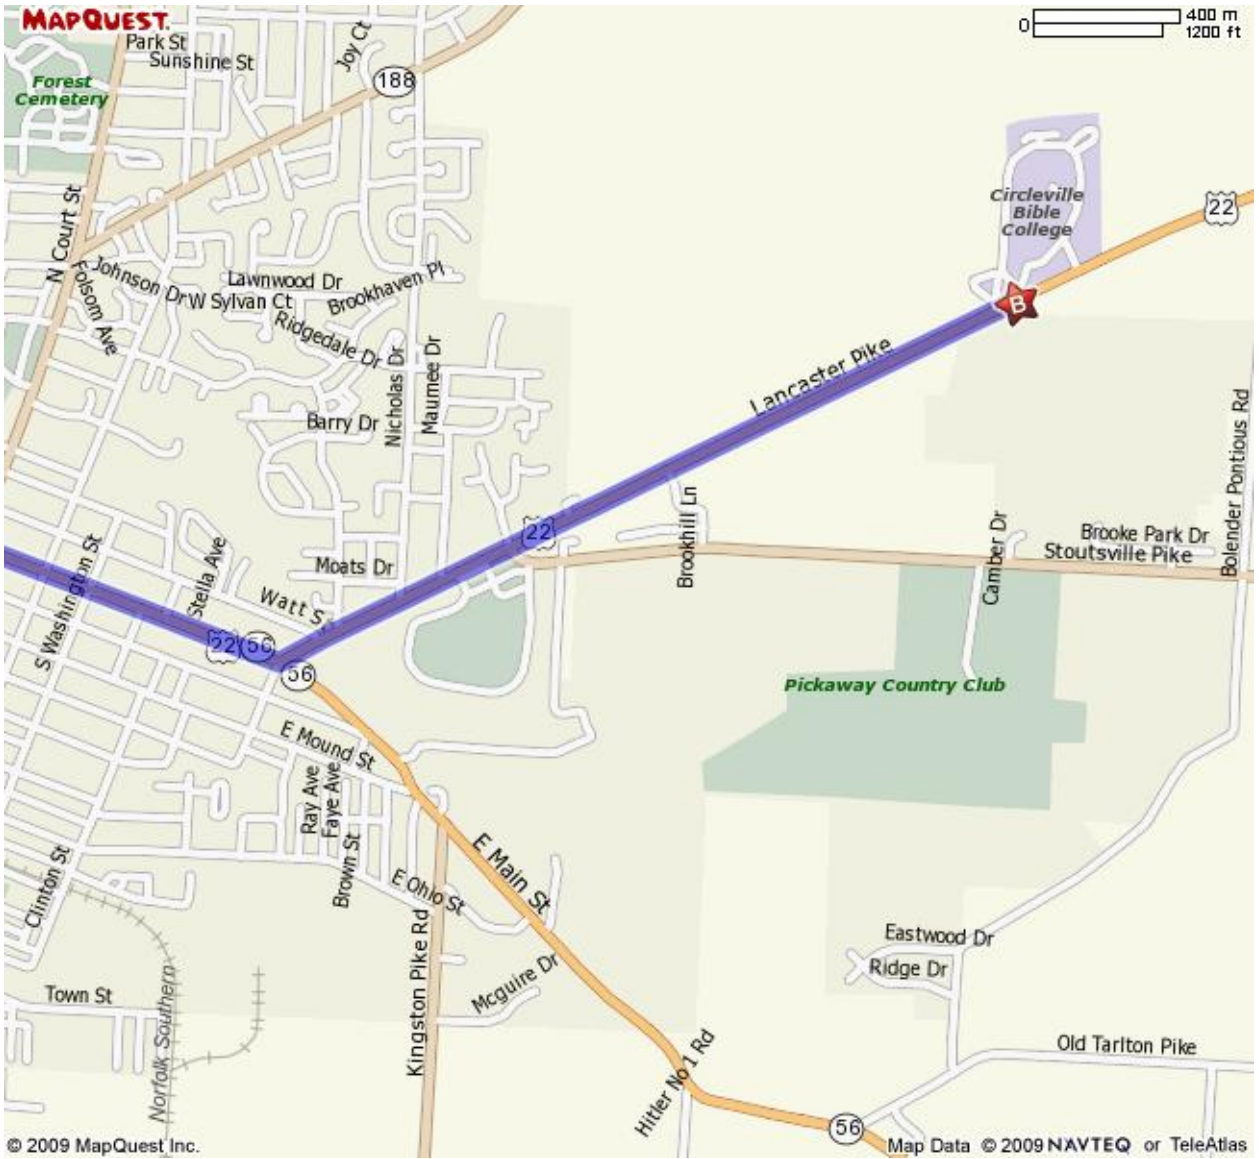 MAPQUEST.
0
400 m
1200 ft
Park St
Sunshine St
Joy Ct
188
Forest
Cemetery
Circleville
Bible
College
22
B
N Court St
Johnson Dr
Folsom Ave
W Sylvan Ct
Lawnwood Dr
Brookhaven Pl
Ridgedale Dr
Nicholas Dr
Maumee Dr
Barry Dr
Lancaster Pike
Bolender Pontious Rd
22
Brookhill Ln
Camber Dr
Brooke Park Dr
Stoutsville Pike
S Washington St
Stella Ave
Moats Dr
Watt S
22
56
56
Pickaway Country Club
E Mound St
Ray Ave
Faye Ave
Brown St
E Main St
E Ohio St
Clinton St
Kingston Pike Rd
Mcguire Dr
Eastwood Dr
Ridge Dr
Town St
Norfolk Southern
Hitler No 1 Rd
Old Tarlton Pike
56
© 2009 MapQuest Inc.
Map Data © 2009 NAVTEQ or TeleAtlas